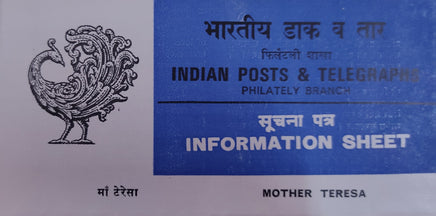 भारतीय डाक व तार
फिलेटली शाखा
INDIAN POSTS & TELEGRAPHS
PHILATELY BRANCH
सूचना पत्र
INFORMATION SHEET
माँ टेरेसा
MOTHER TERESA